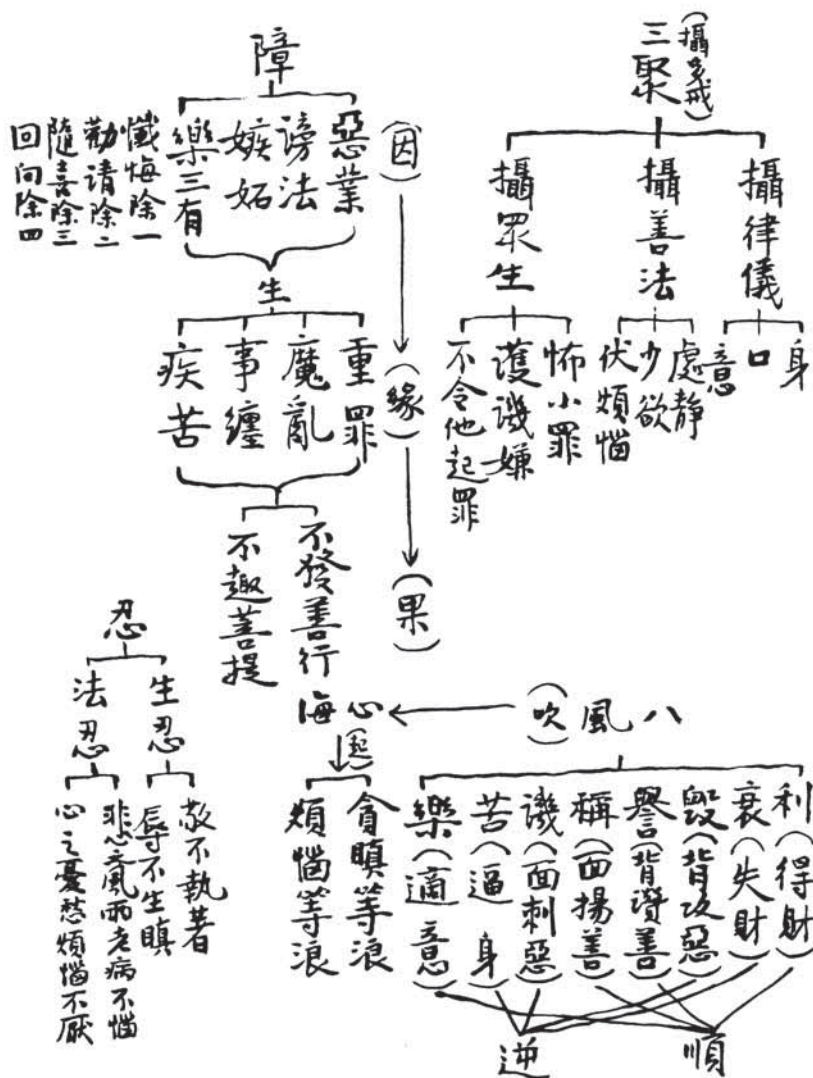 三聚
(攝多戒)
攝律儀
身
口
意
攝善法
處靜
少欲
伏煩惱
攝眾生
怖小罪
護譏嫌
不令他起罪
障
(因)
惡業
謗法
嫉妬
樂三有
懺悔除一
勸請除二
隨喜除三
回向除四
生
(緣)
重罪
魔亂
事纏
疾苦
(果)
不發善行
不趣菩提
八風(吹)
心海
(起)
貪瞋等浪
煩惱等浪
利(得財)
衰(失財)
毀(背攻惡)
譽(背讚善)
稱(面揚善)
譏(面刺惡)
苦(逼身)
樂(適意)
順
逆
忍
生忍
敬不執著
辱不生瞋
法忍
悲心風雨老病不惱
心之憂愁煩惱不厭